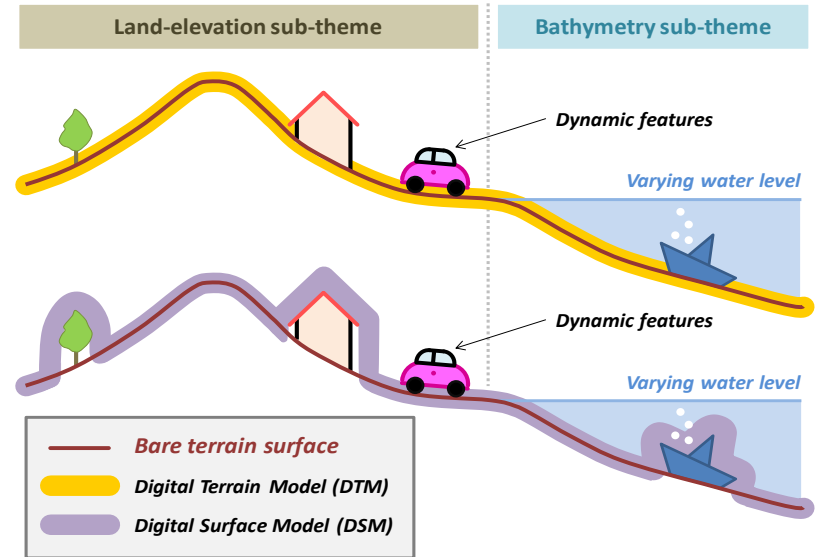 Land-elevation sub-theme
Bathymetry sub-theme
Dynamic features
Varying water level
Dynamic features
Varying water level
Bare terrain surface
Digital Terrain Model (DTM)
Digital Surface Model (DSM)